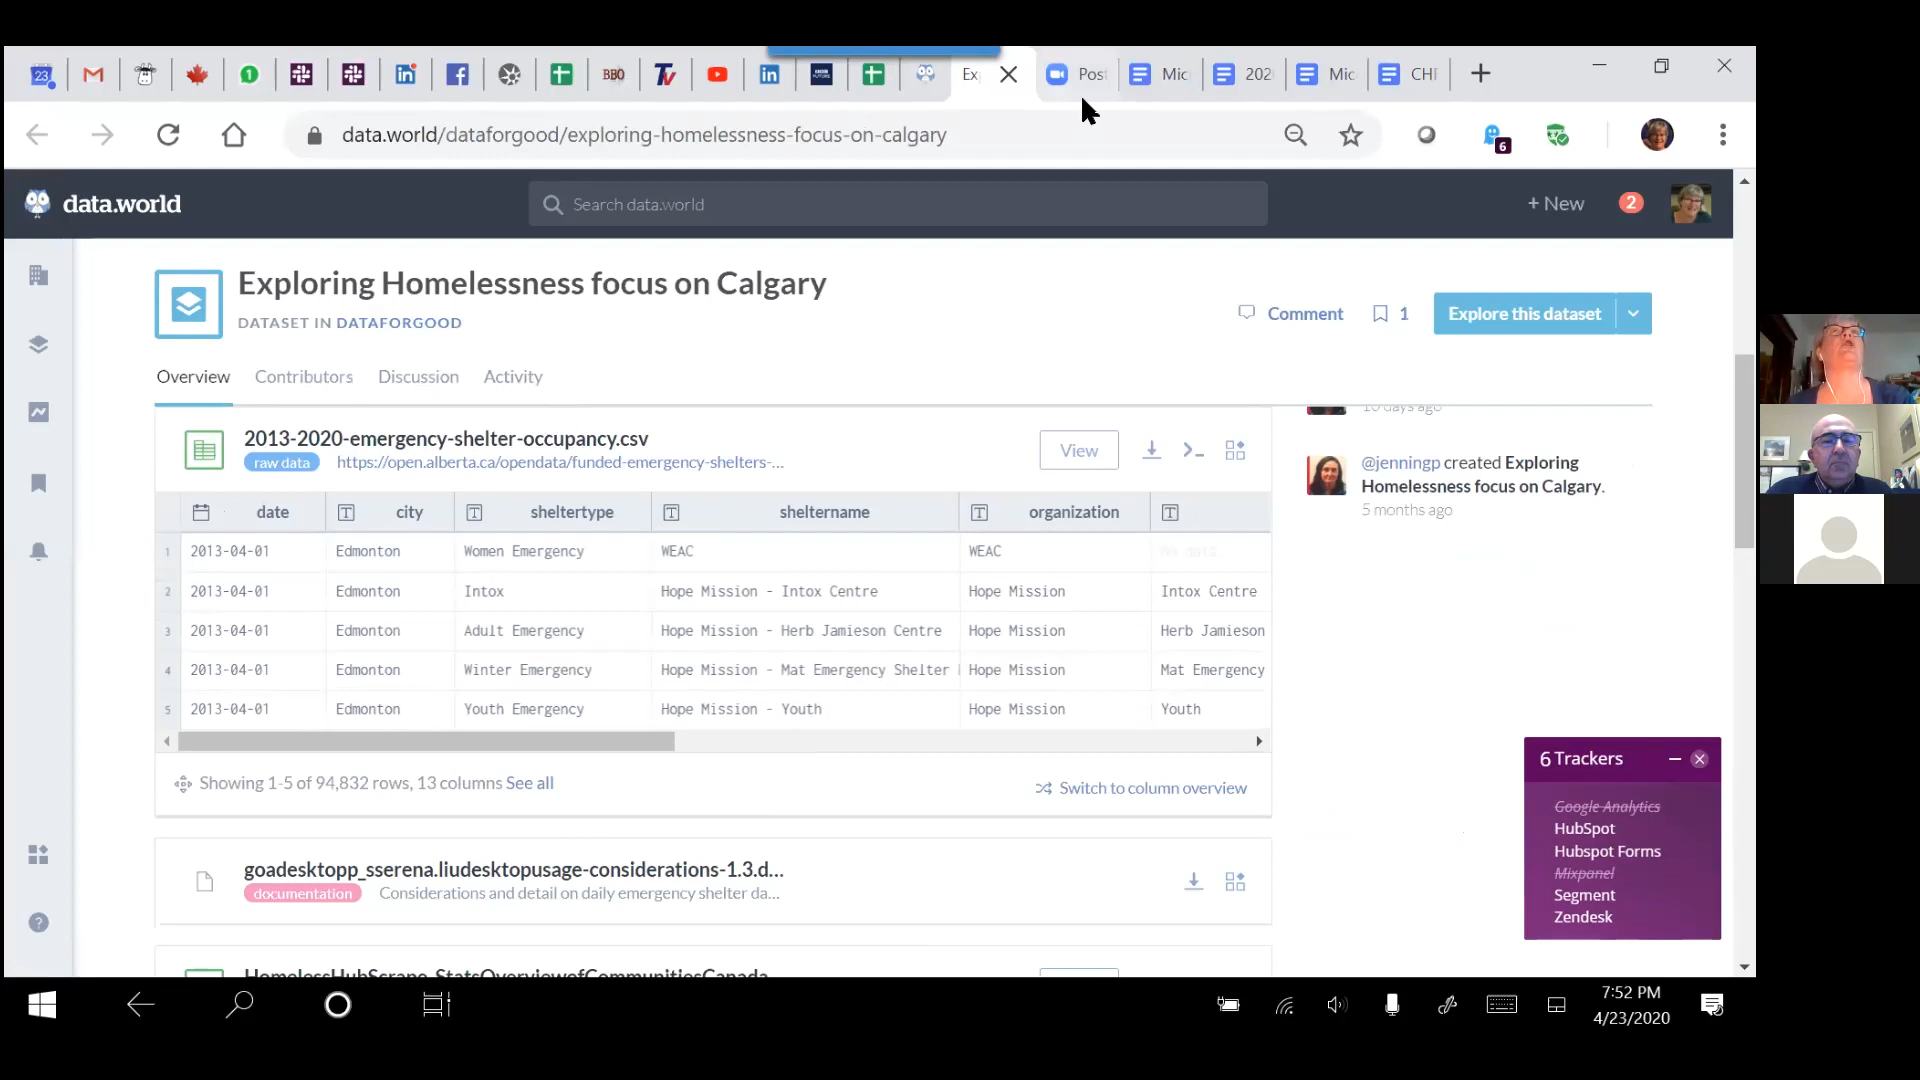 23
1
BBO
Ex
Post
Mic
202
Mic
CHI
data.world/dataforgood/exploring-homelessness-focus-on-calgary
6
data.world
Search data.world
+ New
2
Exploring Homelessness focus on Calgary
DATASET IN DATAFORGOOD
Comment
1
Explore this dataset
Overview
Contributors
Discussion
Activity
10 days ago
2013-2020-emergency-shelter-occupancy.csv
raw data
https://open.alberta.ca/opendata/funded-emergency-shelters-...
View
@jenningp created Exploring
Homelessness focus on Calgary.
5 months ago
date city sheltertype sheltername organization
1 2013-04-01 Edmonton Women Emergency WEAC WEAC
2 2013-04-01 Edmonton Intox Hope Mission - Intox Centre Hope Mission Intox Centre
3 2013-04-01 Edmonton Adult Emergency Hope Mission - Herb Jamieson Centre Hope Mission Herb Jamieson
4 2013-04-01 Edmonton Winter Emergency Hope Mission - Mat Emergency Shelter Hope Mission Mat Emergency
5 2013-04-01 Edmonton Youth Emergency Hope Mission - Youth Hope Mission Youth
Showing 1-5 of 94,832 rows, 13 columns See all
Switch to column overview
goadesktopp_sserena.liudesktopusage-considerations-1.3.d...
documentation
Considerations and detail on daily emergency shelter da...
HomelessHubScrape_StatsOverviewofCommunitiesCanada
6 Trackers
Google Analytics
HubSpot
Hubspot Forms
Mixpanel
Segment
Zendesk
7:52 PM
4/23/2020